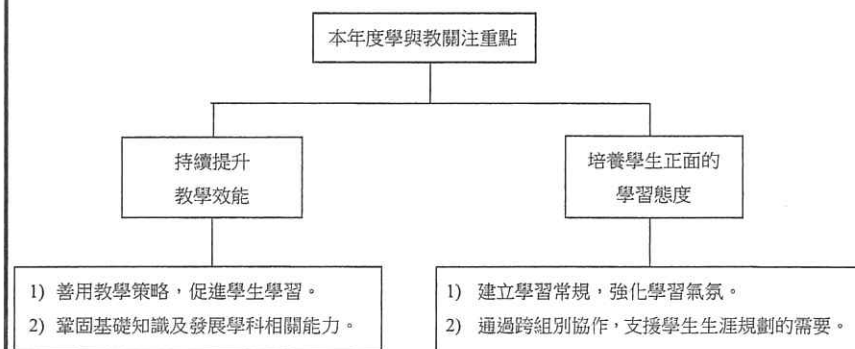 本年度學與教關注重點
持續提升
教學效能
培養學生正面的
學習態度
1) 善用教學策略，促進學生學習。
2) 鞏固基礎知識及發展學科相關能力。
1) 建立學習常規，強化學習氣氛。
2) 通過跨組別協作，支援學生生涯規劃的需要。